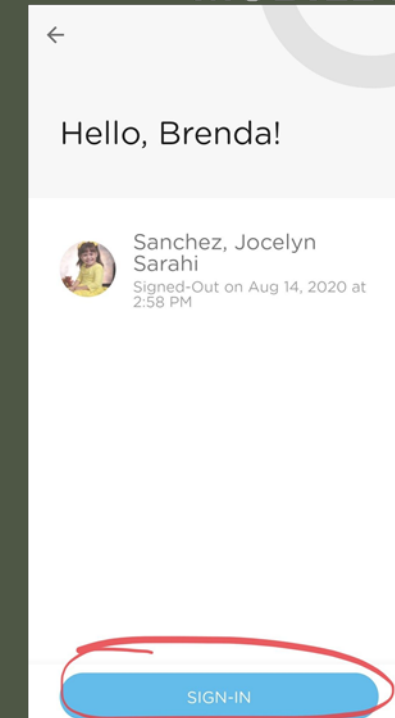 Hello, Brenda!
Sanchez, Jocelyn
Sarahi
Signed-Out on Aug 14, 2020 at
2:58 PM
SIGN-IN